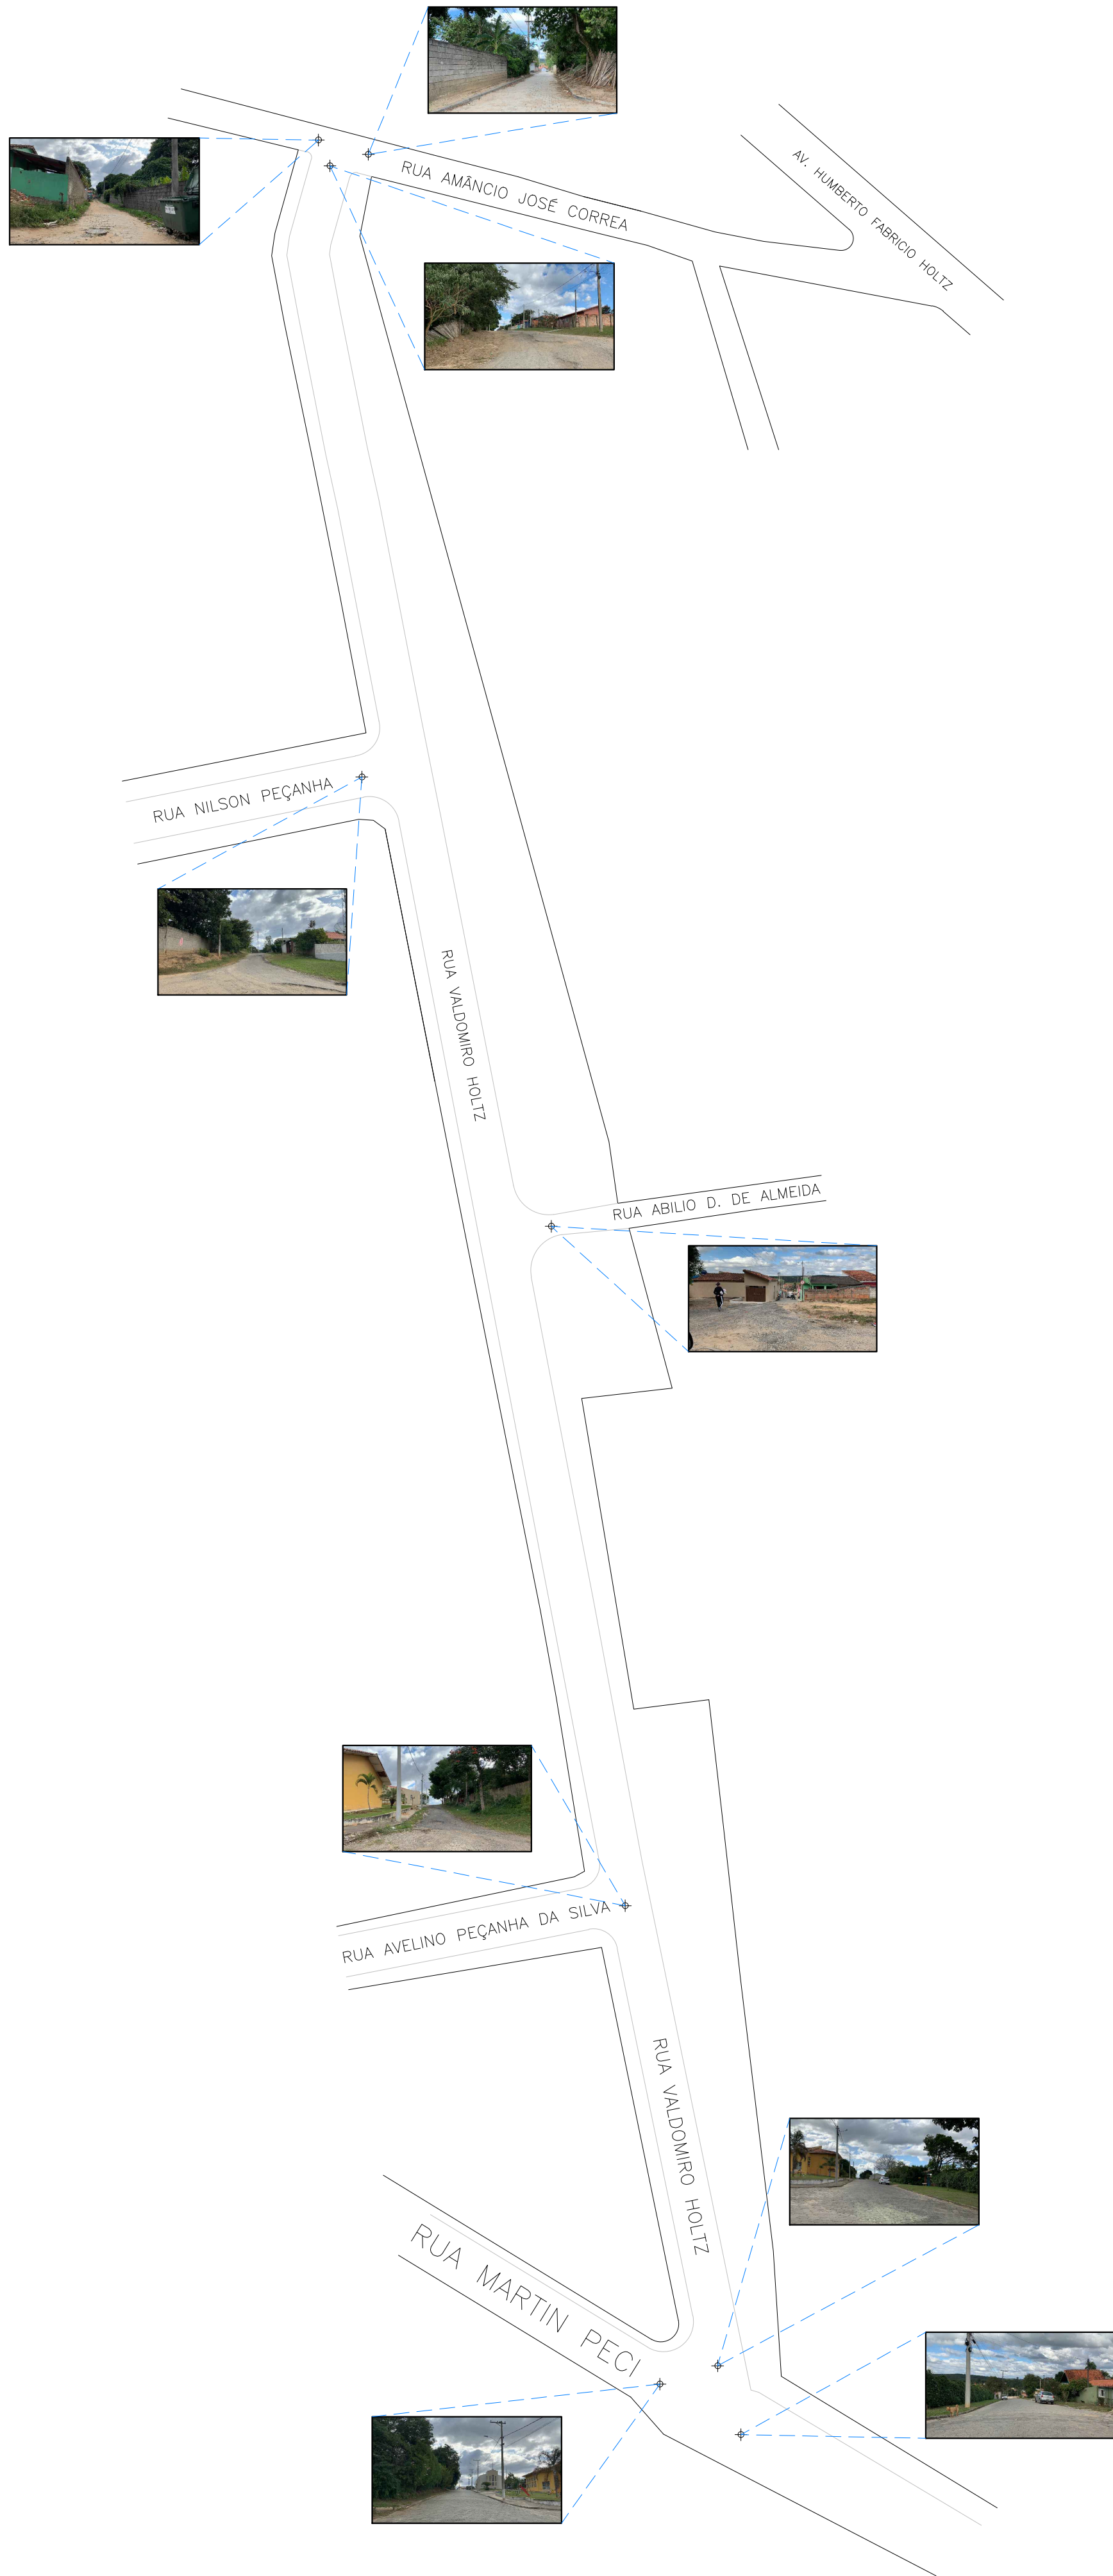 RUA AMÂNCIO JOSÉ CORREA
AV. HUMBERTO FABRICIO HOLTZ
RUA NILSON PEÇANHA
RUA VALDOMIRO HOLTZ
RUA ABILIO D. DE ALMEIDA
RUA AVELINO PEÇANHA DA SILVA
RUA VALDOMIRO HOLTZ
RUA MARTIN PECI